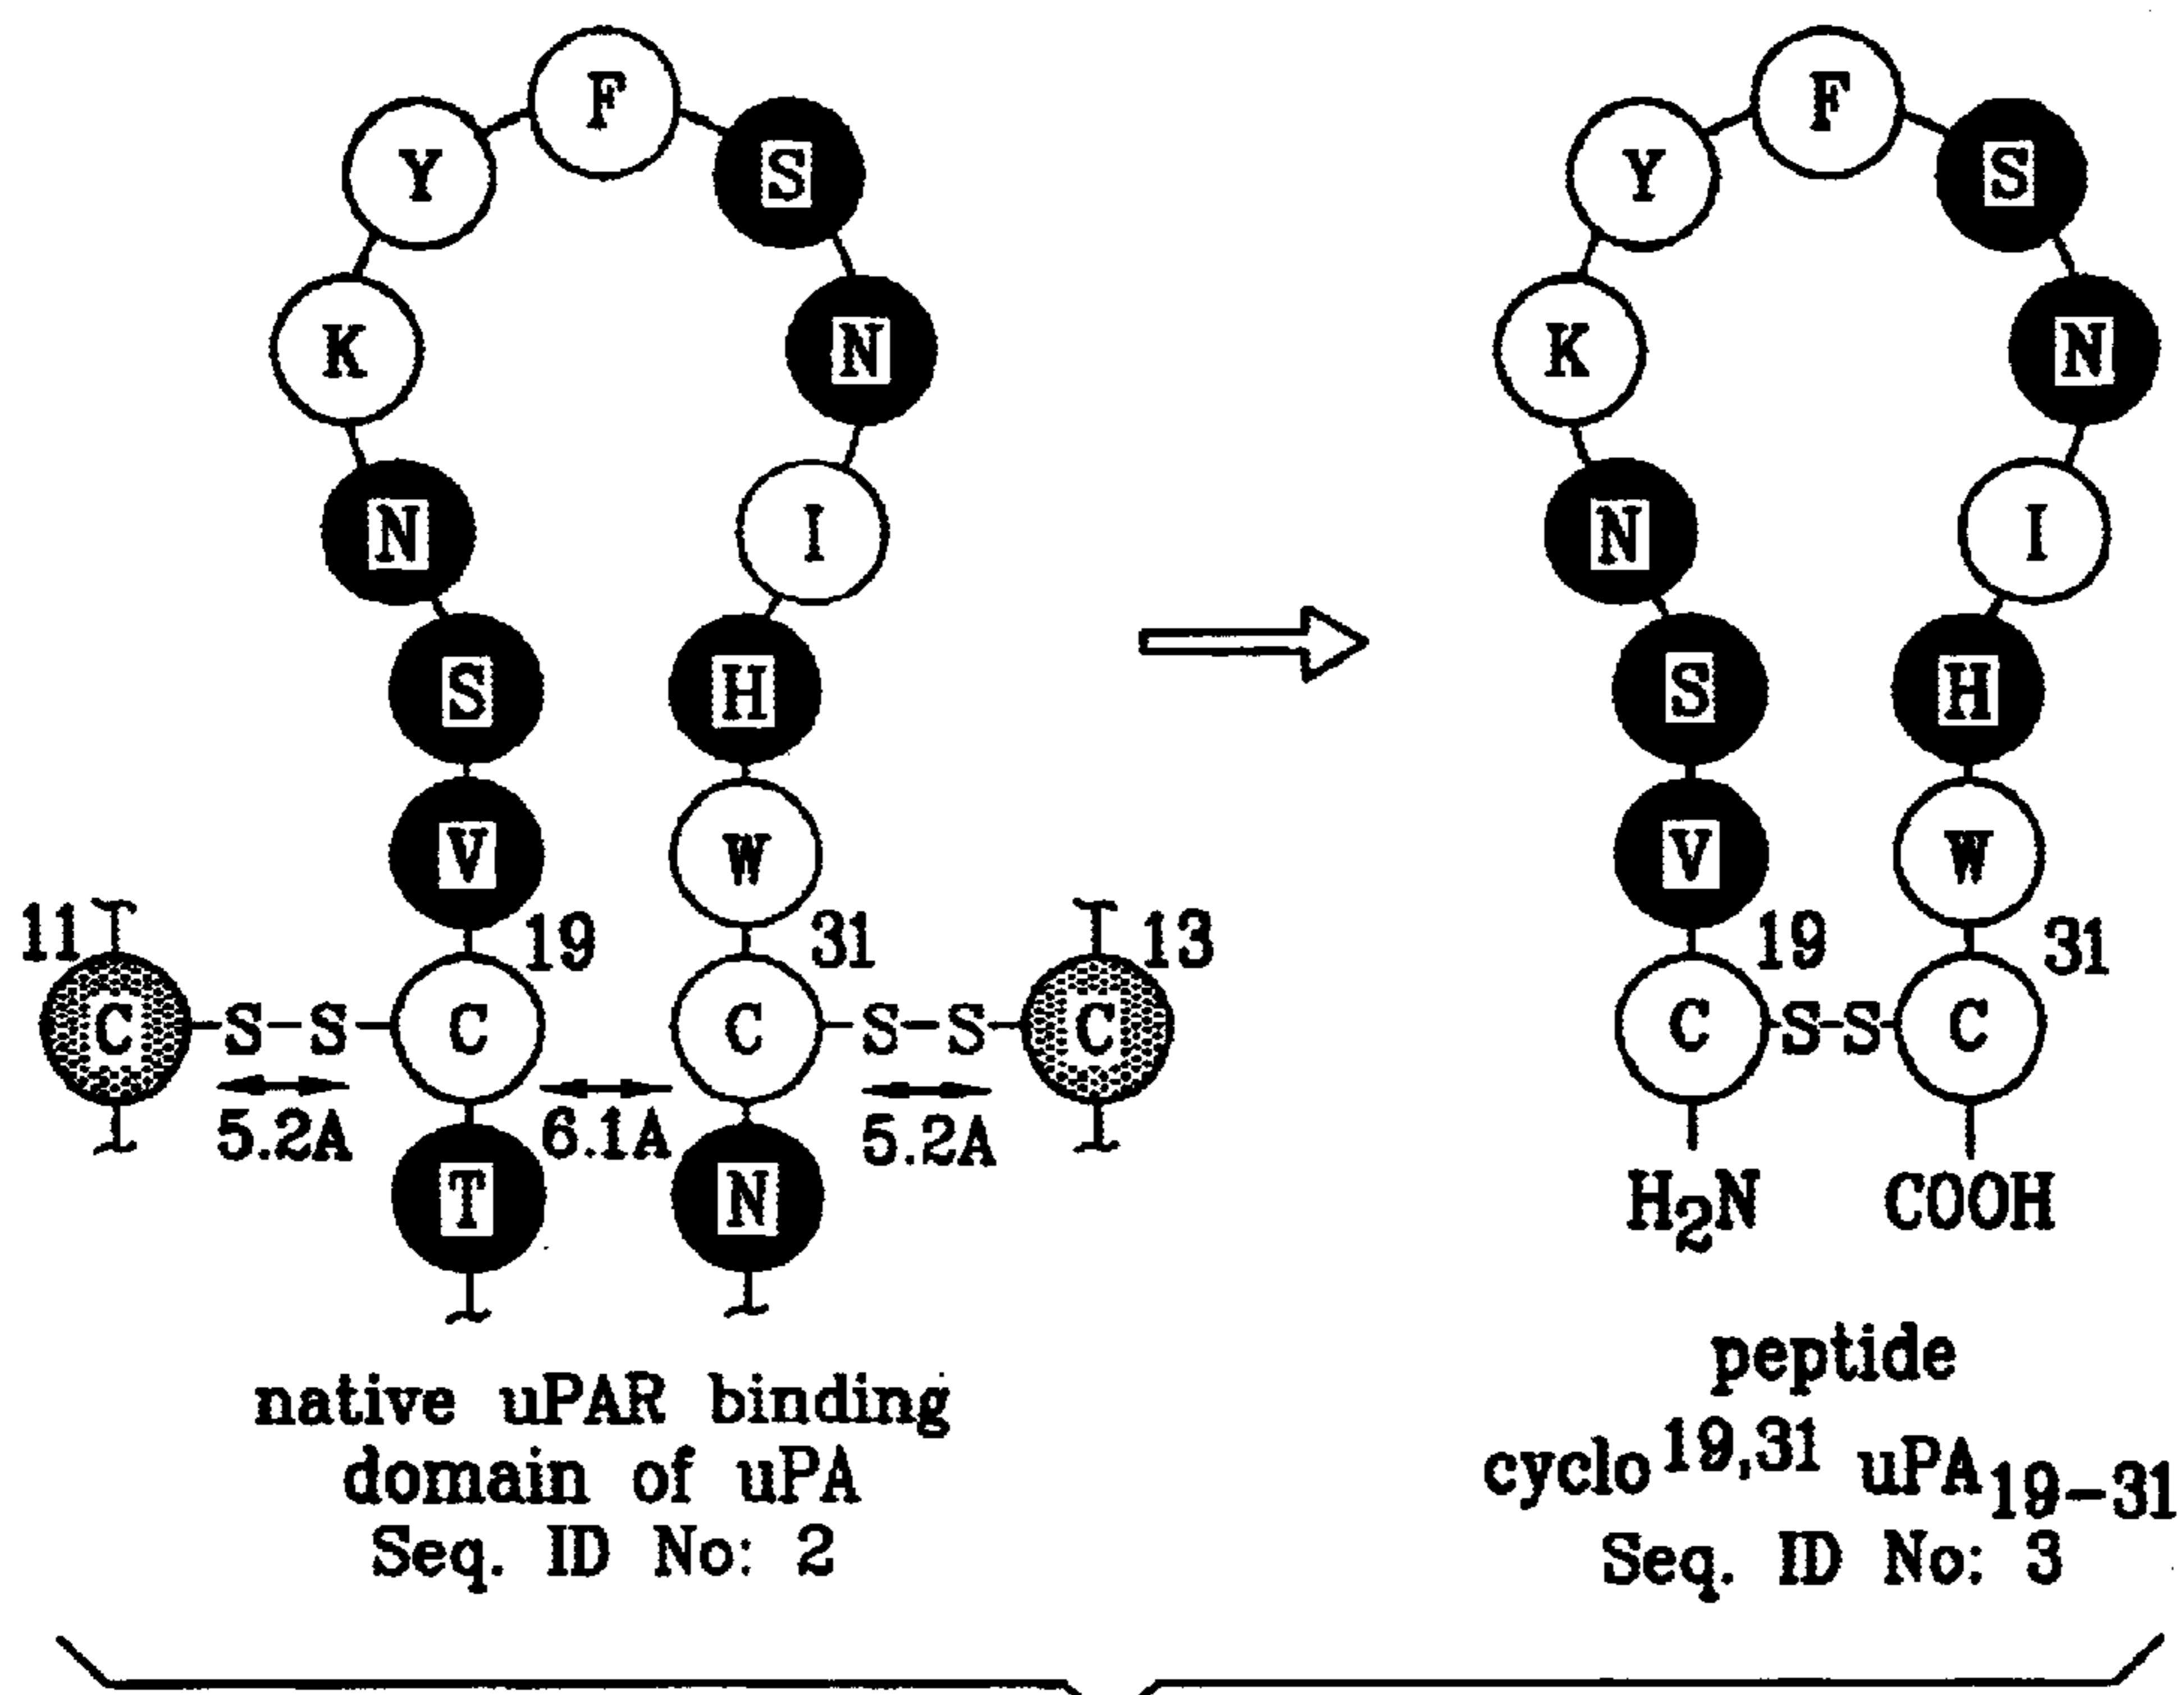 F F
Y S Y S
K N K N
N I N I
S H S H
V W V W
11 19 31 13 19 31
C S-S C C S-S C C S-S C
5.2A 6.1A 5.2A
T N H2N COOH
native uPAR binding
domain of uPA
Seq. ID No: 2
peptide
cyclo19,31 uPA19-31
Seq. ID No: 3